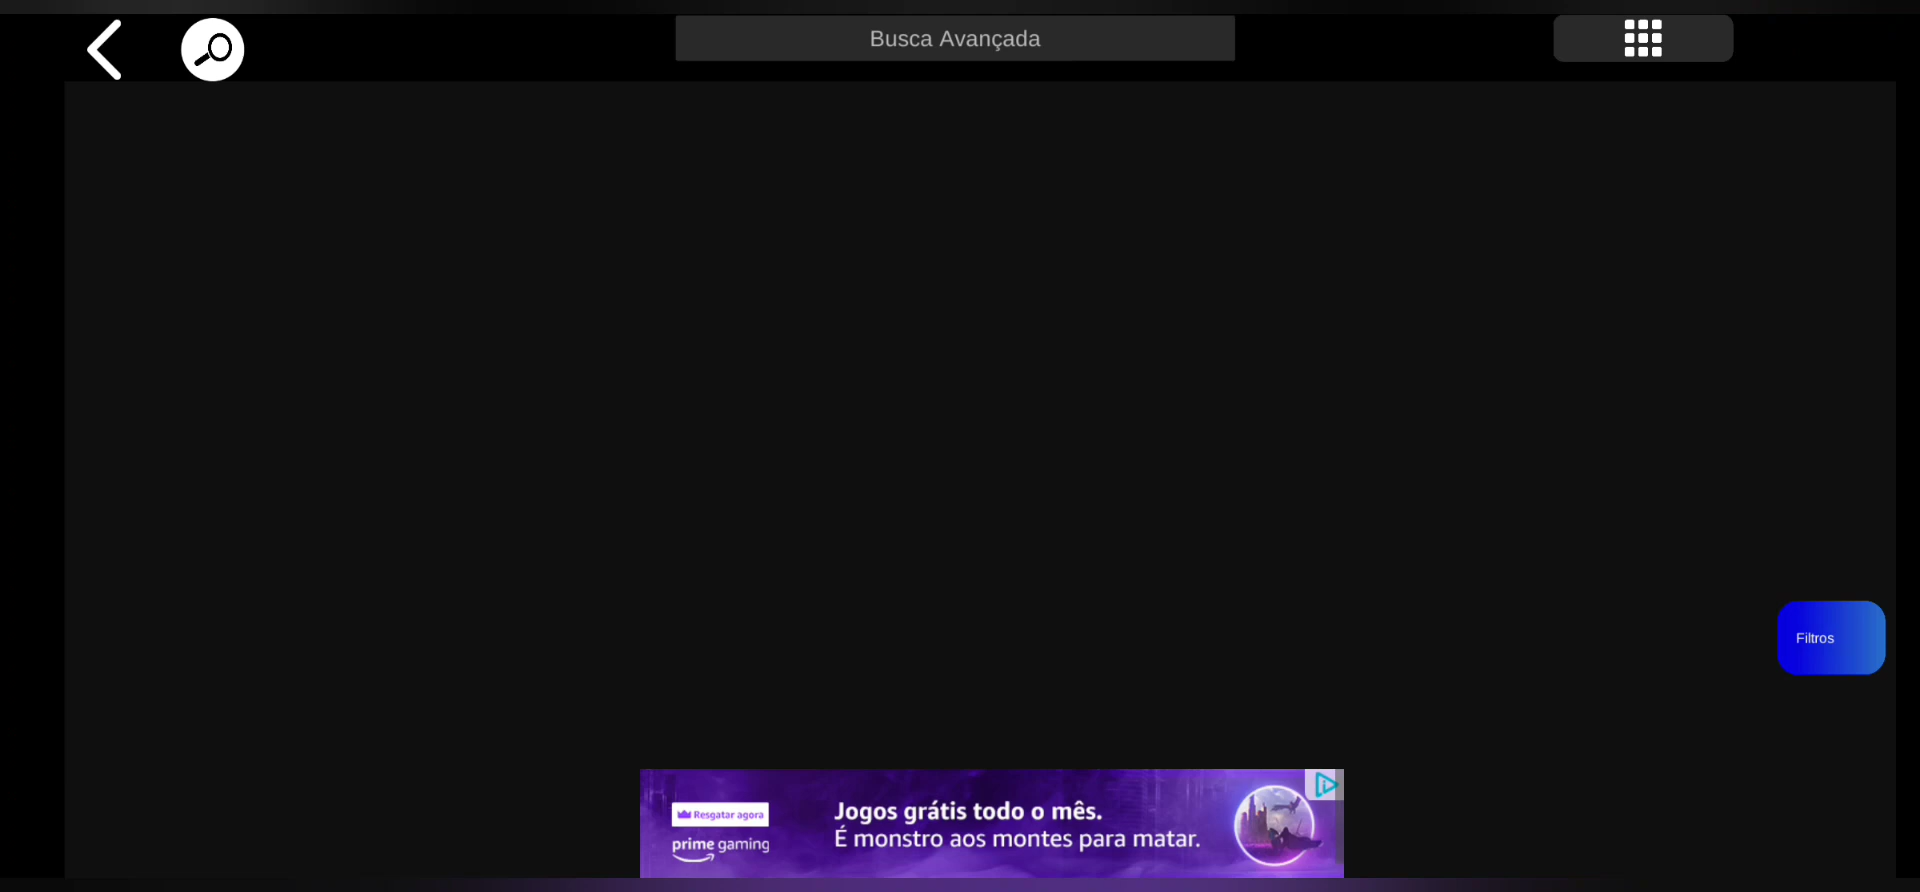 Busca Avançada
Filtros
Resgatar agora
prime gaming
Jogos grátis todo o mês.
É monstro aos montes para matar.